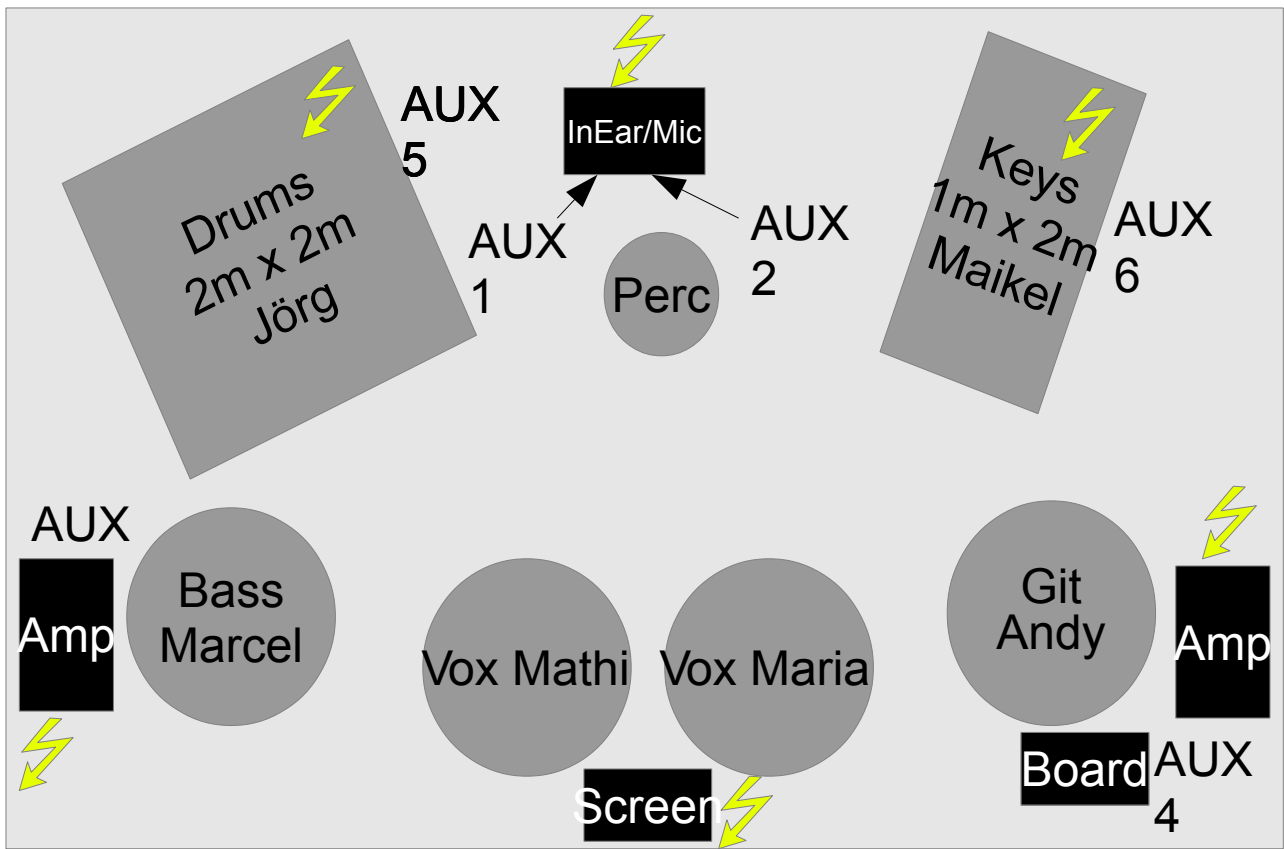 AUX
5
InEar/Mic
Drums
2m x 2m
Jörg
Keys
1m x 2m
Maikel
AUX
1
AUX
2
AUX
6
Perc
AUX
Amp
Bass
Marcel
Vox Mathi
Vox Maria
Git
Andy
Amp
Screen
Board
AUX
4